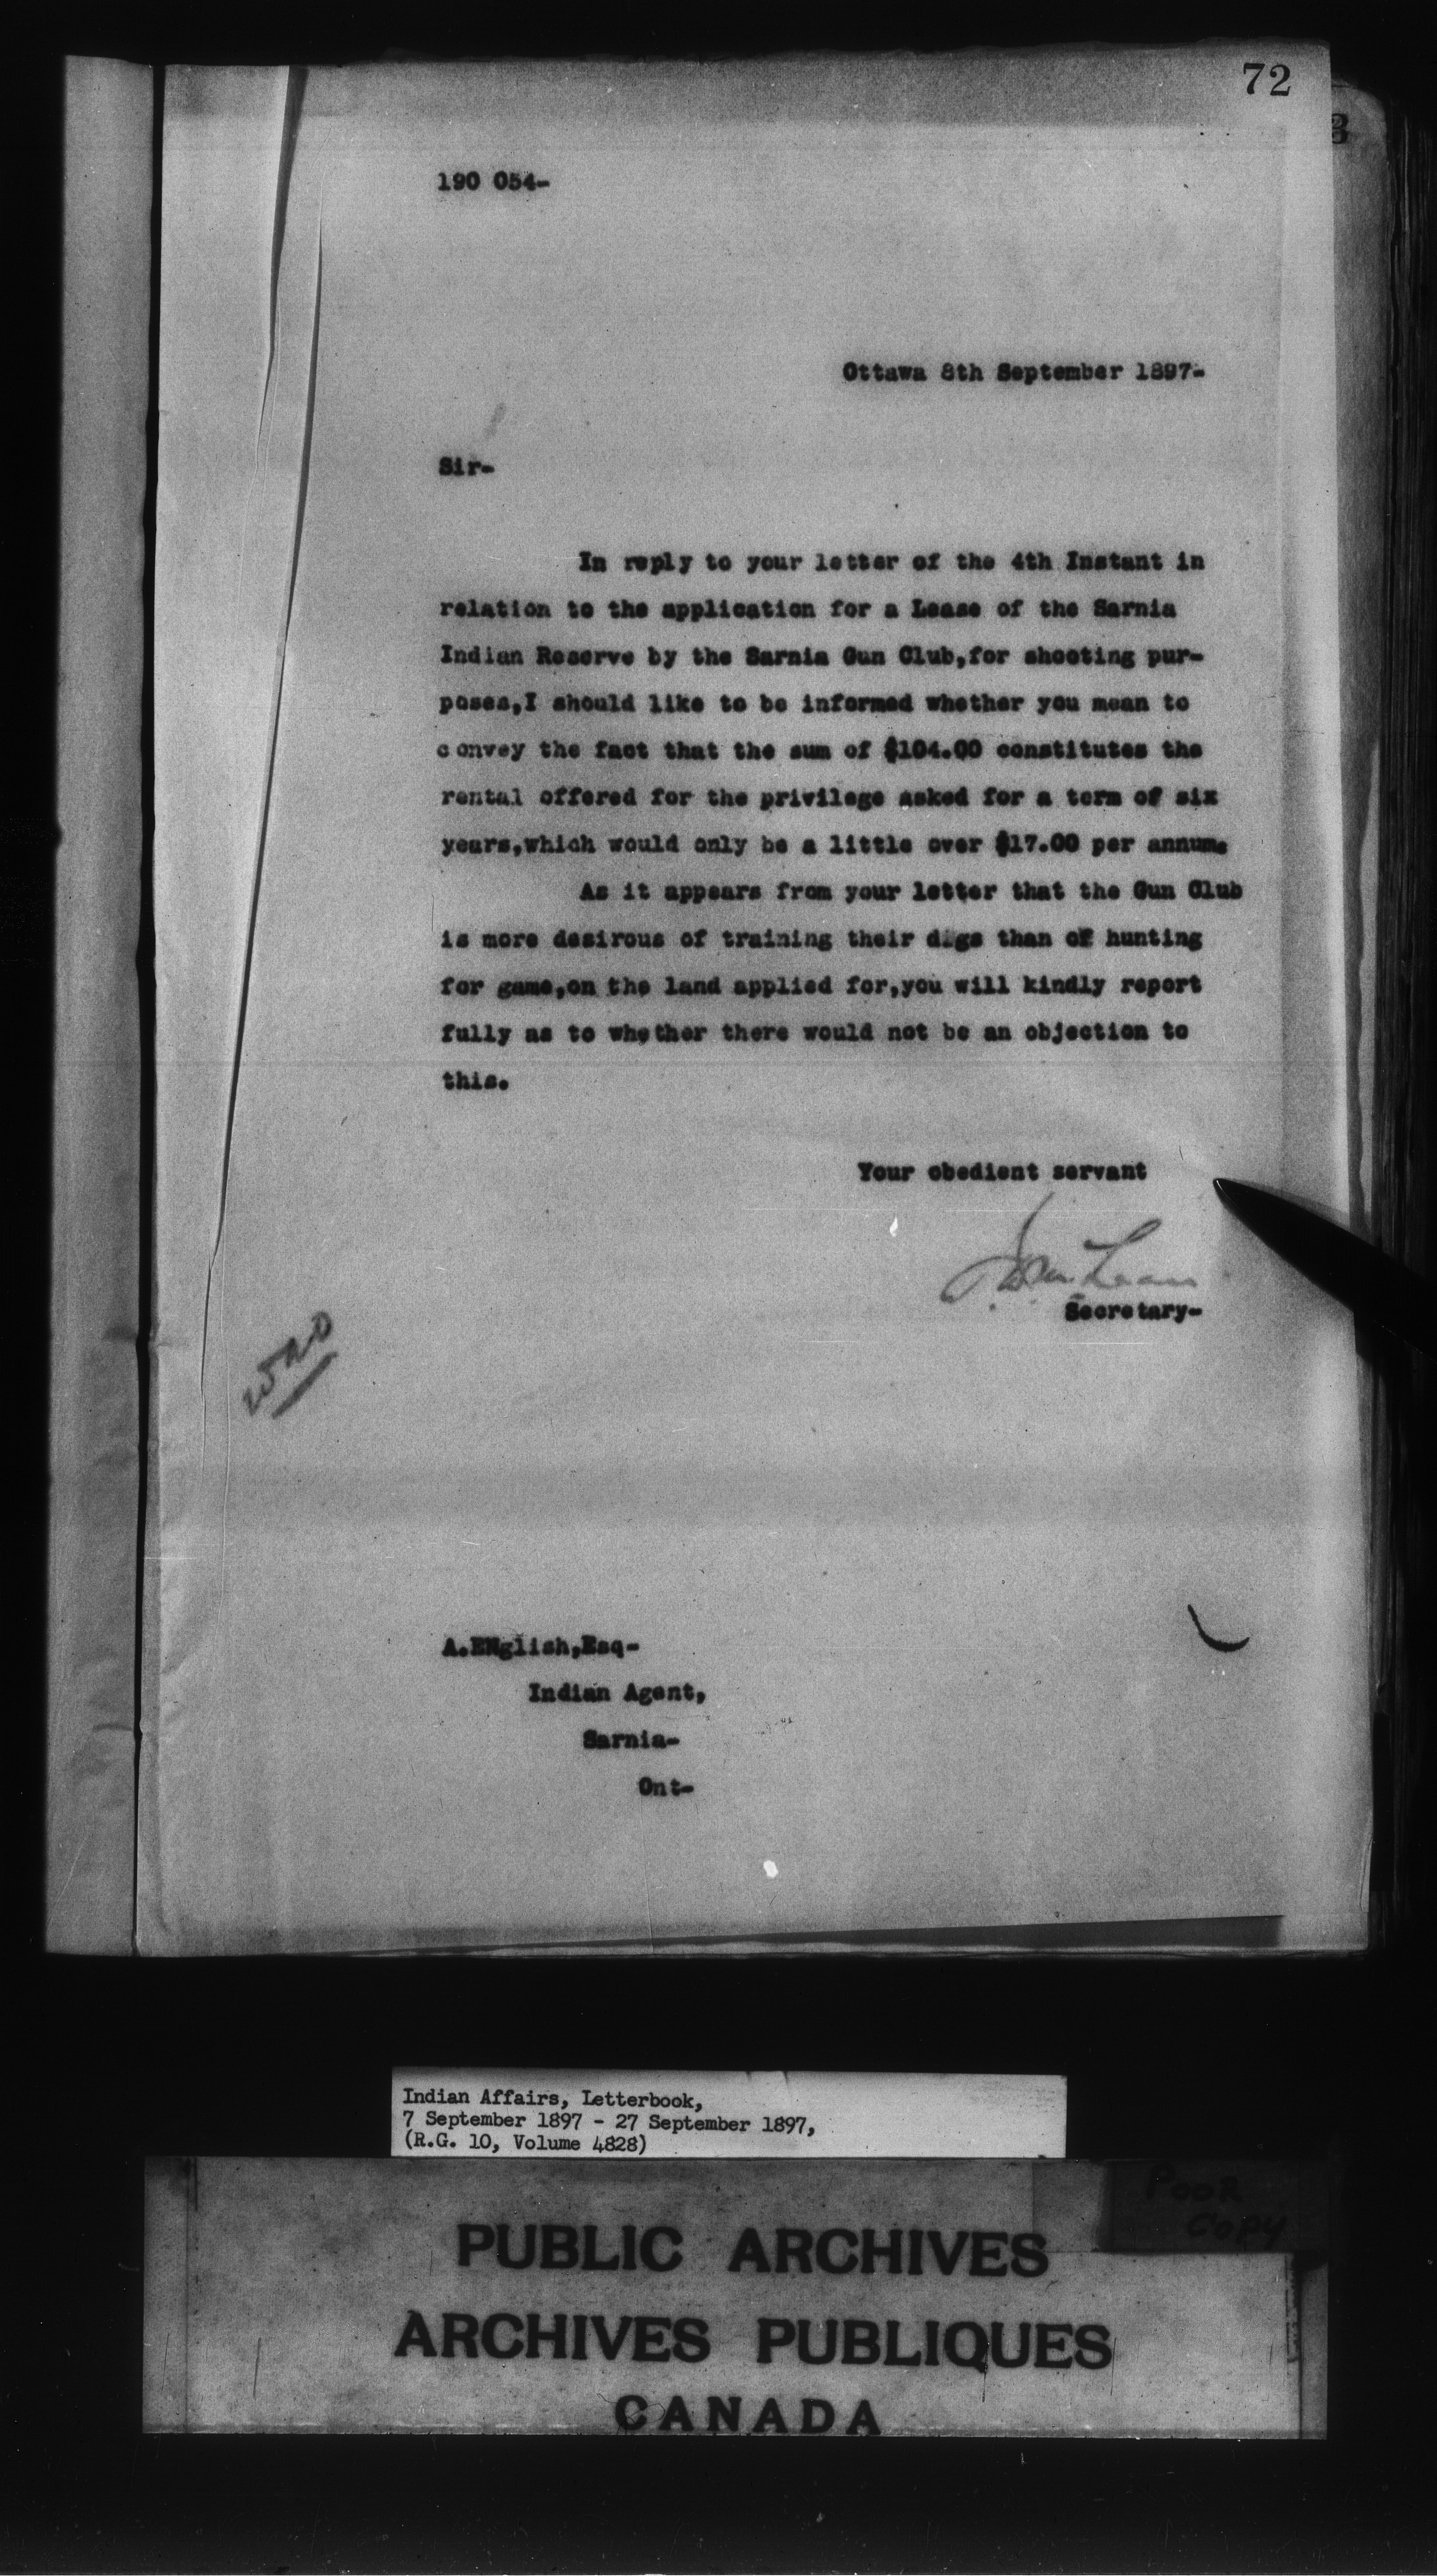 72
190 054-
Ottawa 8th September 1897-
Sir-
In reply to your letter of the 4th Instant in
relation to the application for a Lease of the Sarnia
Indian Reserve by the Sarnia Gun Club,for shooting pur-
poses,I should like to be informed whether you mean to
convey the fact that the sum of $104.00 constitutes the
rental offered for the privilege asked for a term of six
years,which would only be a little over $17.00 per annum.
As it appears from your letter that the Gun Club
is more desirous of training their dogs than of hunting
for game,on the land applied for,you will kindly report
fully as to whether there would not be an objection to
this.
Your obedient servant
Secretary-
A.ENglish,Esq-
Indian Agent,
Sarnia-
Ont-
Indian Affairs, Letterbook,
7 September 1897 - 27 September 1897,
(R.G. 10, Volume 4828)
POOR
COPY
PUBLIC ARCHIVES
ARCHIVES PUBLIQUES
CANADA